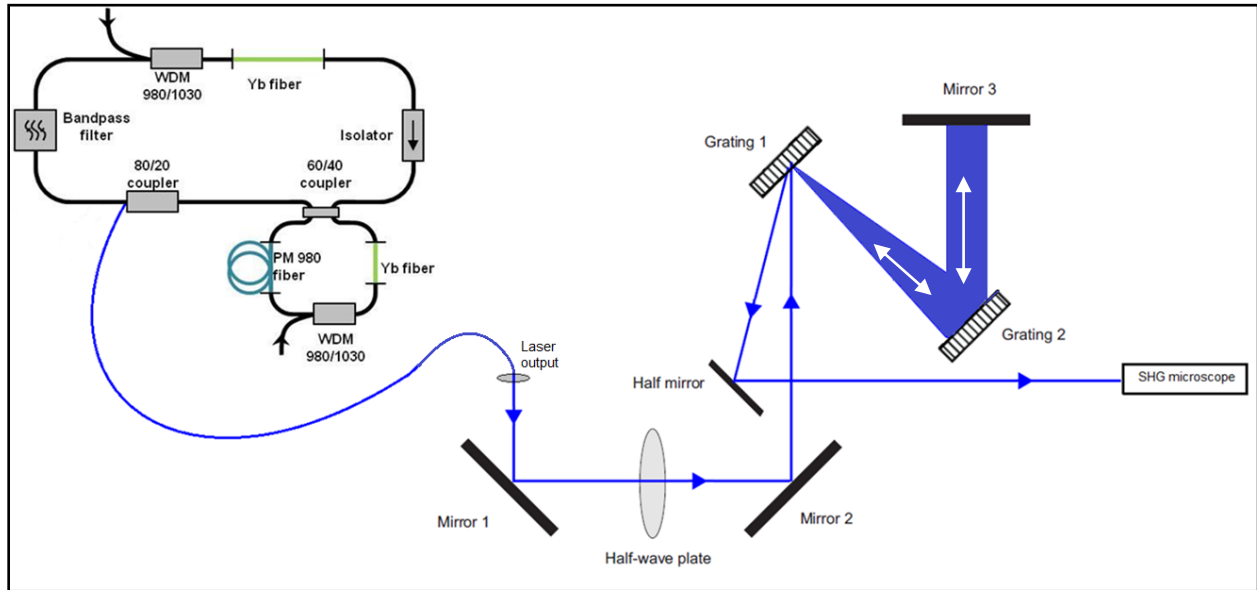 WDM
980/1030
Yb fiber
Bandpass
filter
Isolator
80/20
coupler
60/40
coupler
PM 980
fiber
Yb fiber
WDM
980/1030
Laser
output
Mirror 1
Half-wave plate
Mirror 2
Half mirror
Grating 1
Mirror 3
Grating 2
SHG microscope